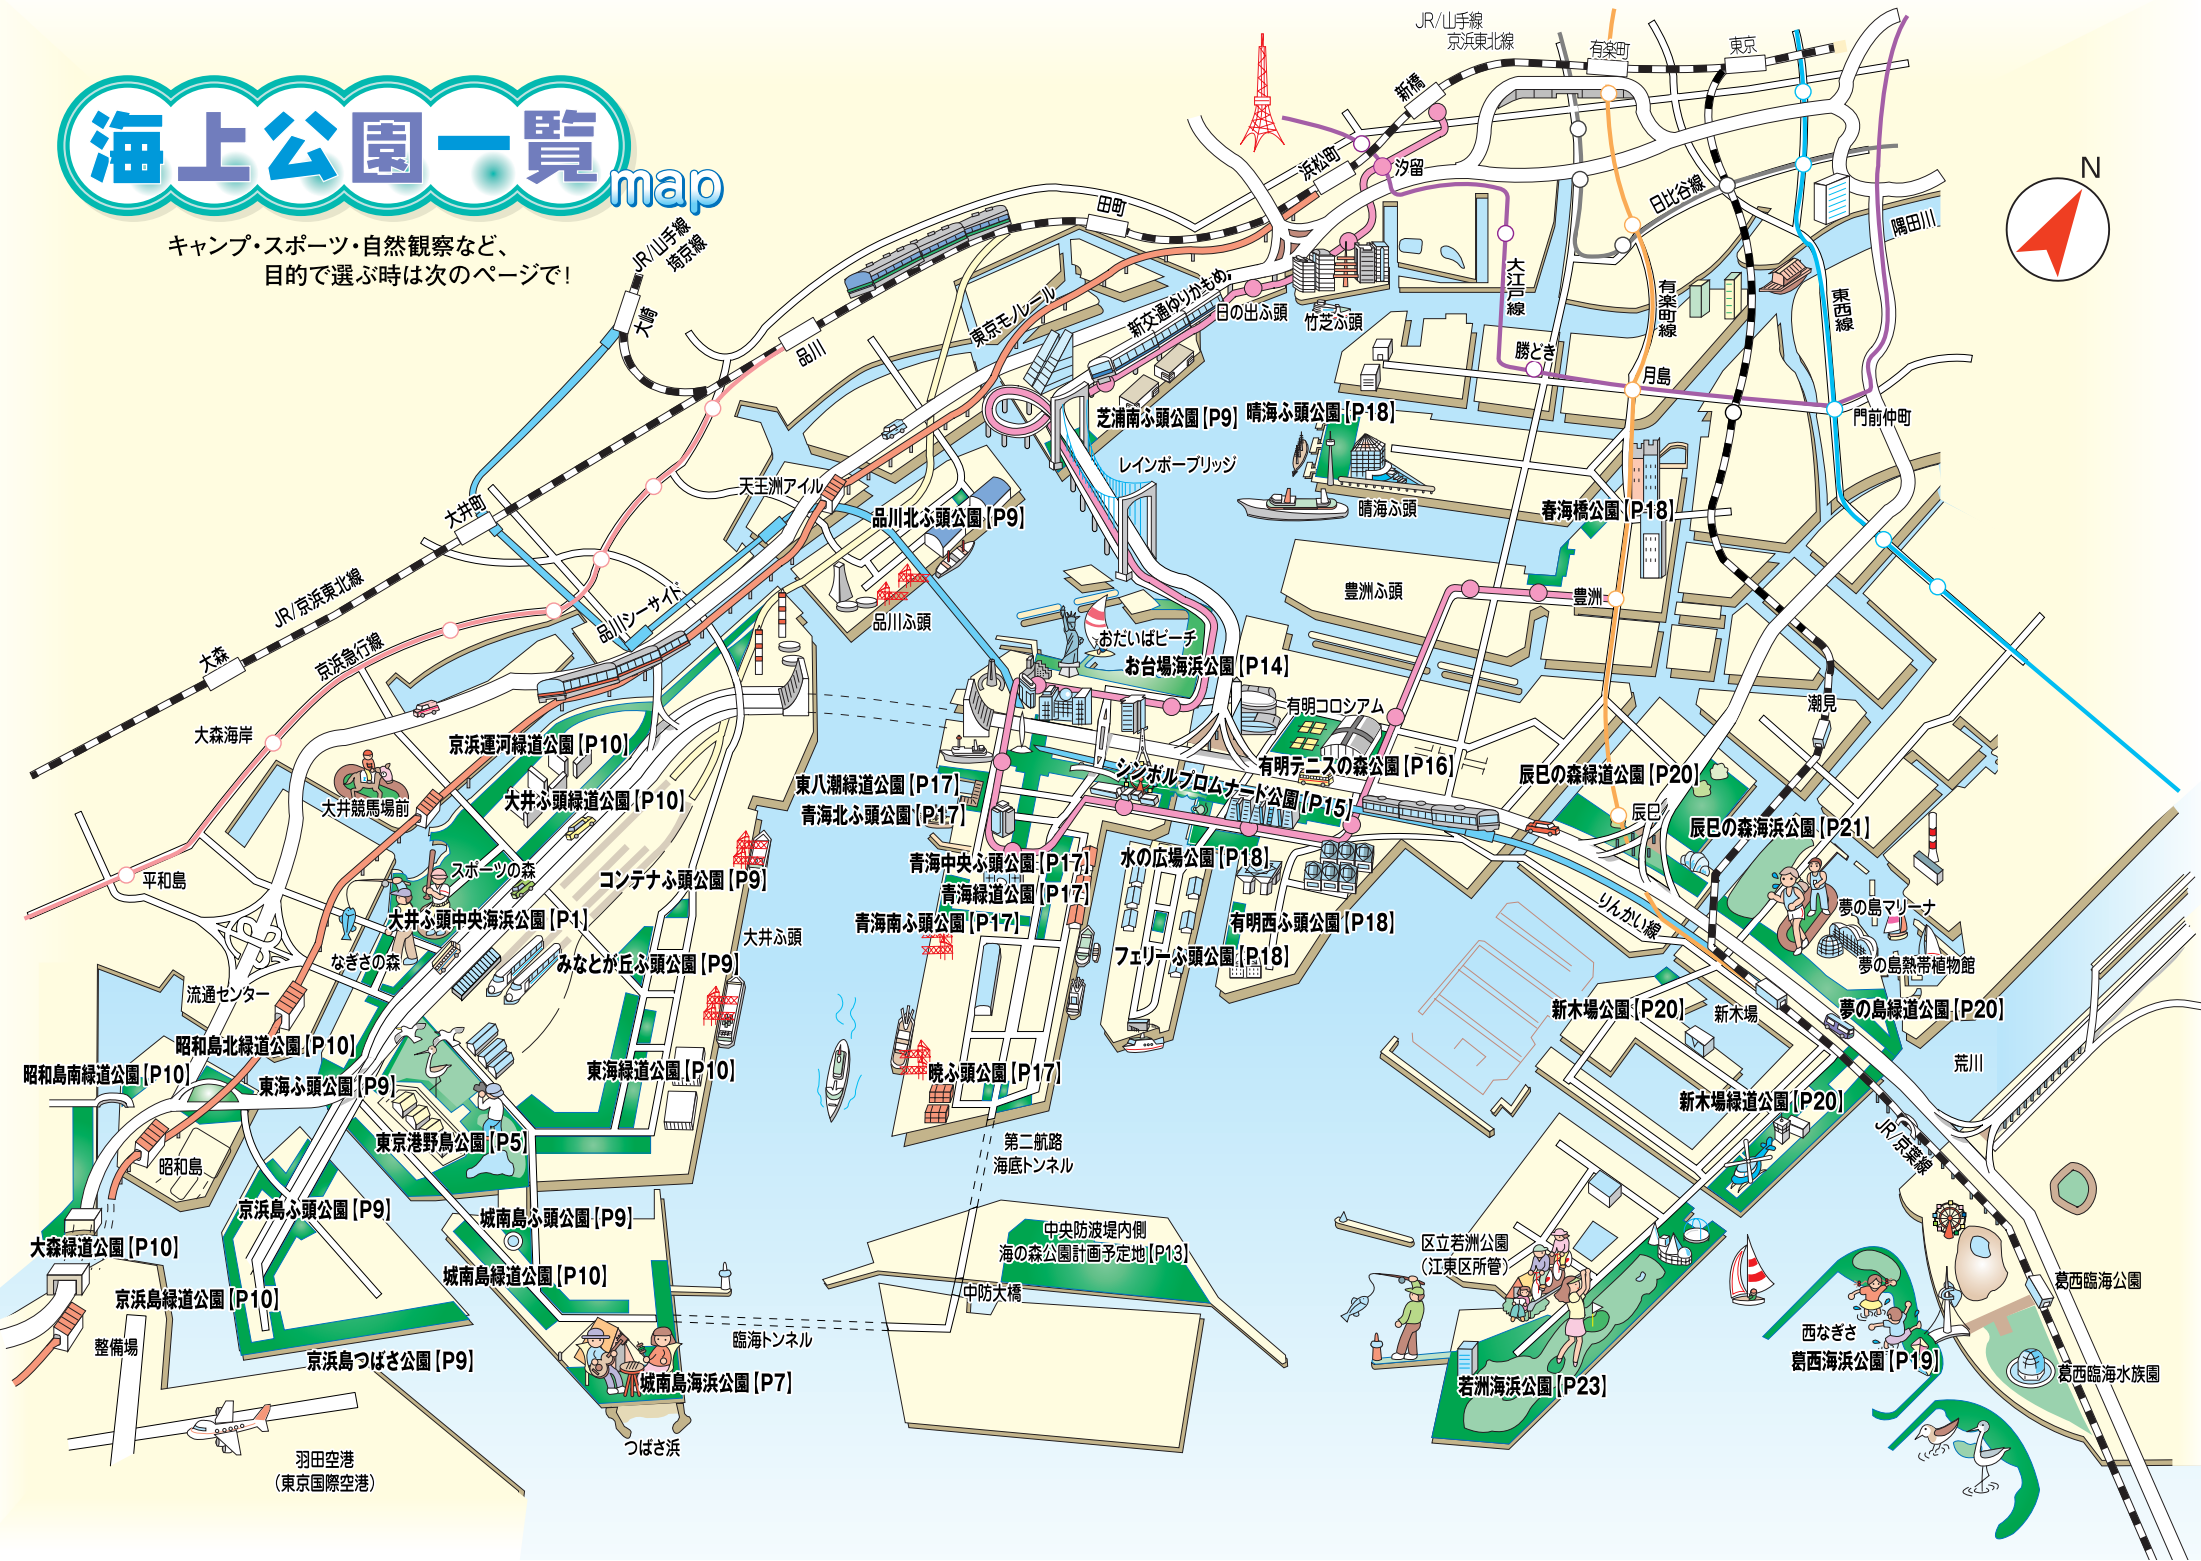 海上公園一覧
map
キャンプ・スポーツ・自然観察など、
目的で選ぶ時は次のページで!
JR/山手線
京浜東北線
有楽町
東京
N
新橋
浜松町
汐留
日比谷線
隅田川
田町
JR/山手線
埼京線
大崎
品川
東京モノレール
新交通ゆりかもめ
日の出ふ頭
竹芝ふ頭
大江戸線
有楽町線
東西線
勝どき
月島
門前仲町
芝浦南ふ頭公園【P9】
晴海ふ頭公園【P18】
レインボーブリッジ
天王洲アイル
大井町
品川北ふ頭公園【P9】
晴海ふ頭
春海橋公園【P18】
JR/京浜東北線
品川シーサイド
品川ふ頭
豊洲ふ頭
豊洲
大森
京浜急行線
おだいばビーチ
お台場海浜公園【P14】
有明コロシアム
潮見
大森海岸
京浜運河緑道公園【P10】
大井競馬場前
大井ふ頭緑道公園【P10】
東八潮緑道公園【P17】
青海北ふ頭公園【P17】
シンボルプロムナード公園【P15】
有明テニスの森公園【P16】
辰巳の森緑道公園【P20】
辰巳
辰巳の森海浜公園【P21】
平和島
スポーツの森
コンテナふ頭公園【P9】
青海中央ふ頭公園【P17】
水の広場公園【P18】
青海緑道公園【P17】
大井ふ頭中央海浜公園【P1】
大井ふ頭
青海南ふ頭公園【P17】
有明西ふ頭公園【P18】
りんかい線
夢の島マリーナ
なぎさの森
みなとが丘ふ頭公園【P9】
フェリーふ頭公園【P18】
夢の島熱帯植物館
流通センター
新木場公園【P20】
新木場
夢の島緑道公園【P20】
昭和島北緑道公園【P10】
昭和島南緑道公園【P10】
東海ふ頭公園【P9】
東海緑道公園【P10】
暁ふ頭公園【P17】
荒川
新木場緑道公園【P20】
東京港野鳥公園【P5】
第二航路
海底トンネル
JR/京葉線
昭和島
京浜島ふ頭公園【P9】
城南島ふ頭公園【P9】
大森緑道公園【P10】
中央防波堤内側
海の森公園計画予定地【P13】
区立若洲公園
(江東区所管)
城南島緑道公園【P10】
中防大橋
葛西臨海公園
京浜島緑道公園【P10】
整備場
臨海トンネル
西なぎさ
京浜島つばさ公園【P9】
葛西海浜公園【P19】
葛西臨海水族園
城南島海浜公園【P7】
若洲海浜公園【P23】
つばさ浜
羽田空港
(東京国際空港)